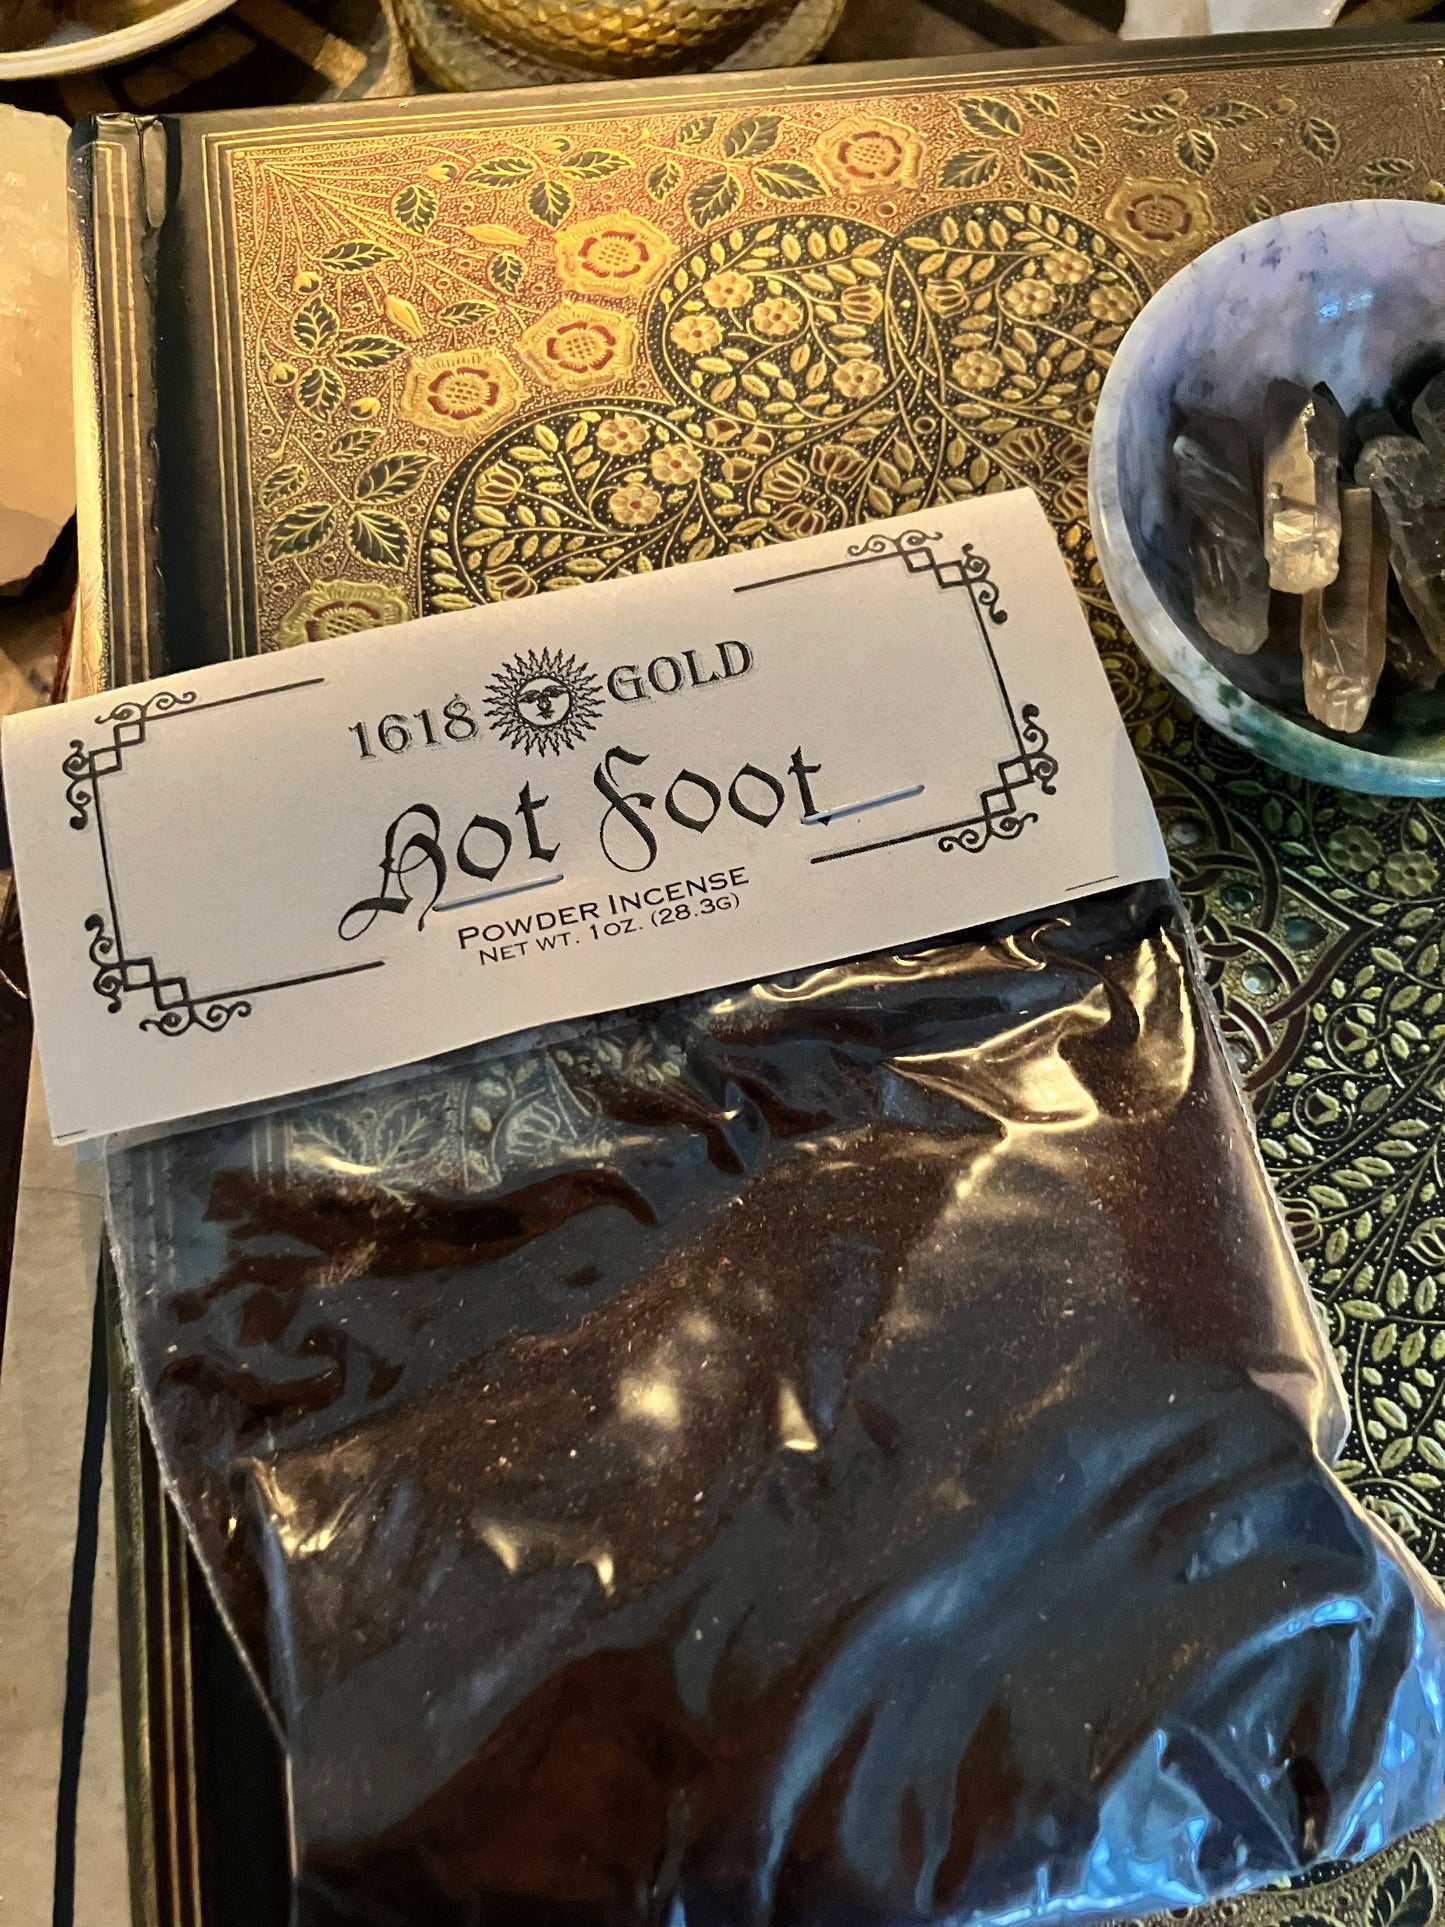 1618 GOLD
Hot Foot
POWDER INCENSE
NET WT. 1OZ. (28.3G)